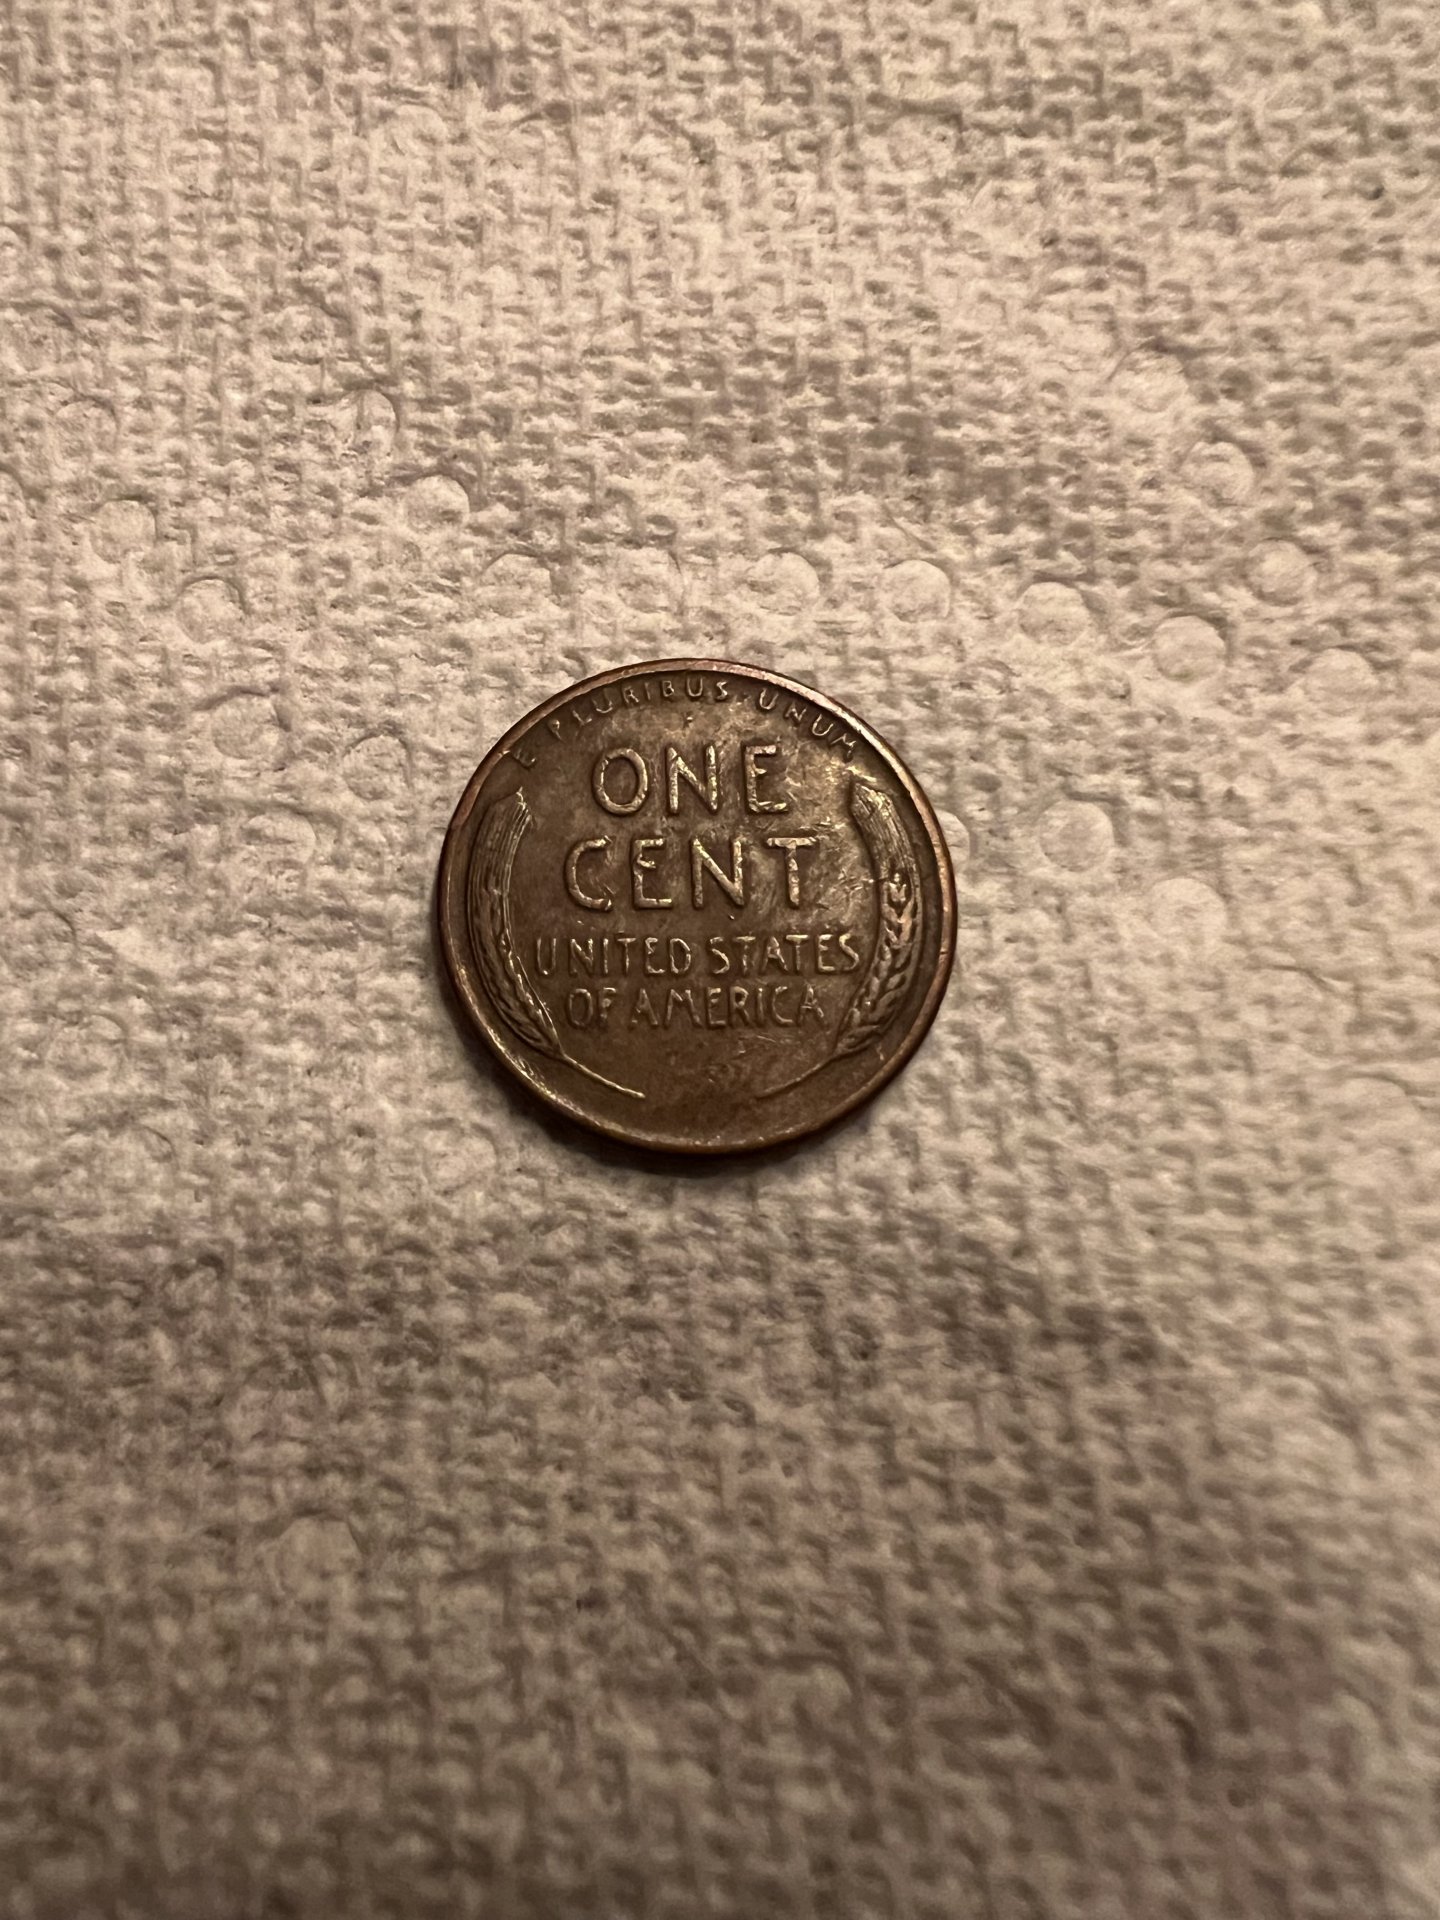 E · PLURIBUS · UNUM
ONE
CENT
UNITED STATES
OF AMERICA